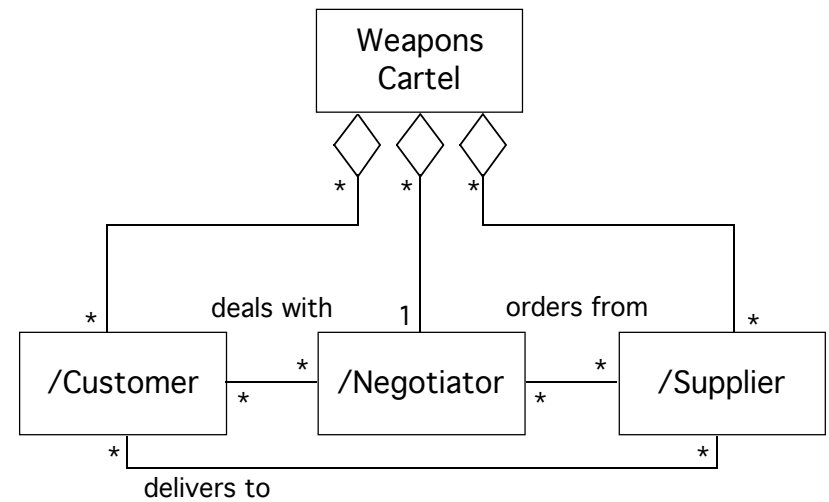 Weapons
Cartel
* * *
deals with
orders from
* 1 *
/Customer
* *
/Negotiator
* *
/Supplier
* *
delivers to